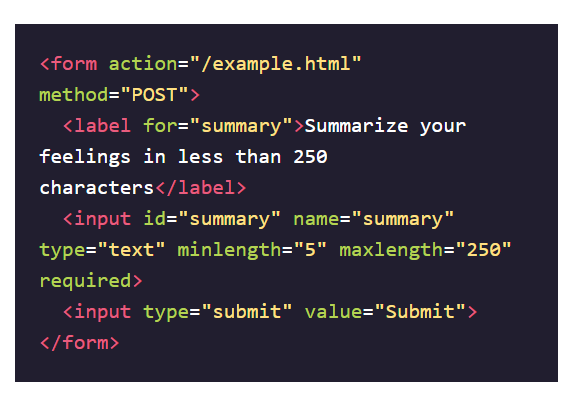 <form action="/example.html"
method="POST">
  <label for="summary">Summarize your
feelings in less than 250
characters</label>
  <input id="summary" name="summary"
type="text" minlength="5" maxlength="250"
required>
  <input type="submit" value="Submit">
</form>